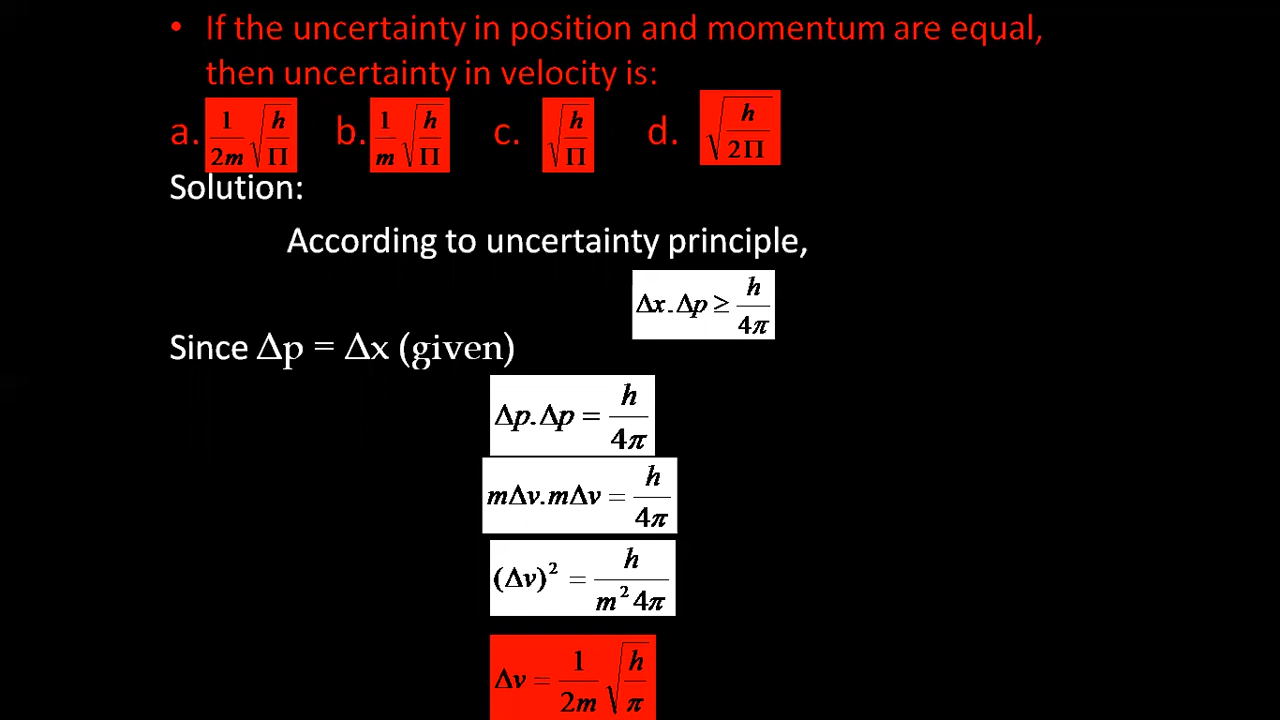 • If the uncertainty in position and momentum are equal,
then uncertainty in velocity is:
a. 1/2m √(h/Π) b. 1/m √(h/Π) c. √(h/Π) d. √(h/2Π)
Solution:
According to uncertainty principle,
Δx.Δp ≥ h/4π
Since Δp = Δx (given)
Δp.Δp = h/4π
mΔv.mΔv = h/4π
(Δv)² = h/m²4π
Δv = 1/2m √(h/π)